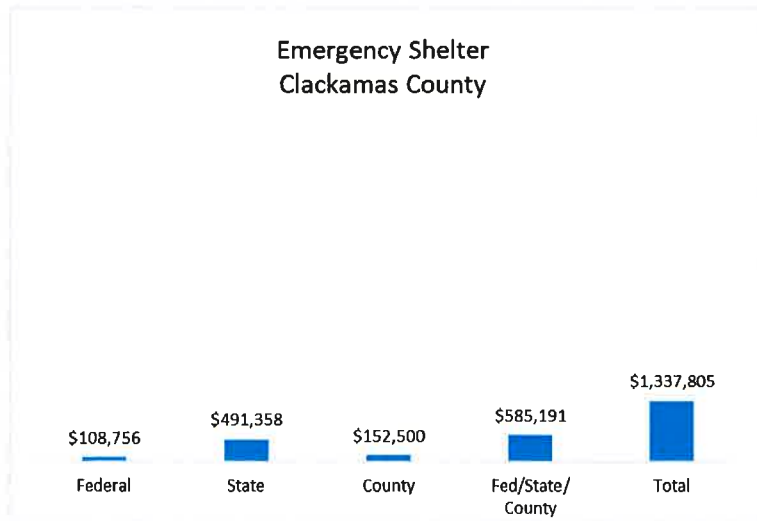 Emergency Shelter
Clackamas County
$108,756
$491,358
$152,500
$585,191
$1,337,805
Federal
State
County
Fed/State/
County
Total